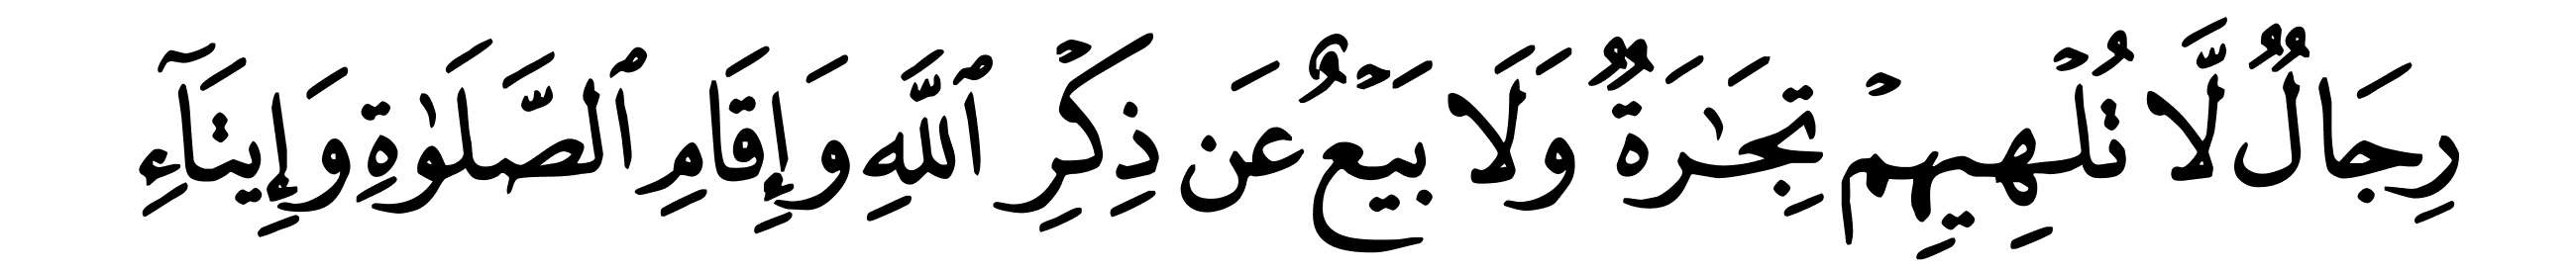 رِجَالٌ لَّا تُلْهِيهِمْ تِجَٰرَةٌ وَلَا بَيْعٌ عَن ذِكْرِ ٱللَّهِ وَإِقَامِ ٱلصَّلَوٰةِ وَإِيتَآءِ